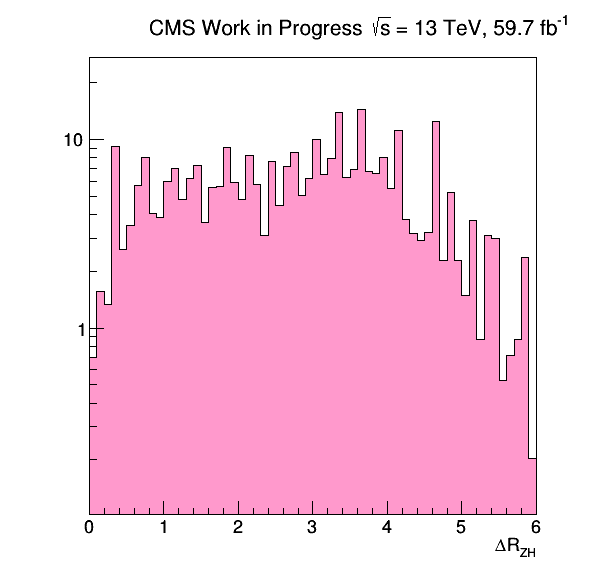 CMS Work in Progress √s = 13 TeV, 59.7 fb⁻¹
10
1
0 1 2 3 4 5 6
ΔR_ZH